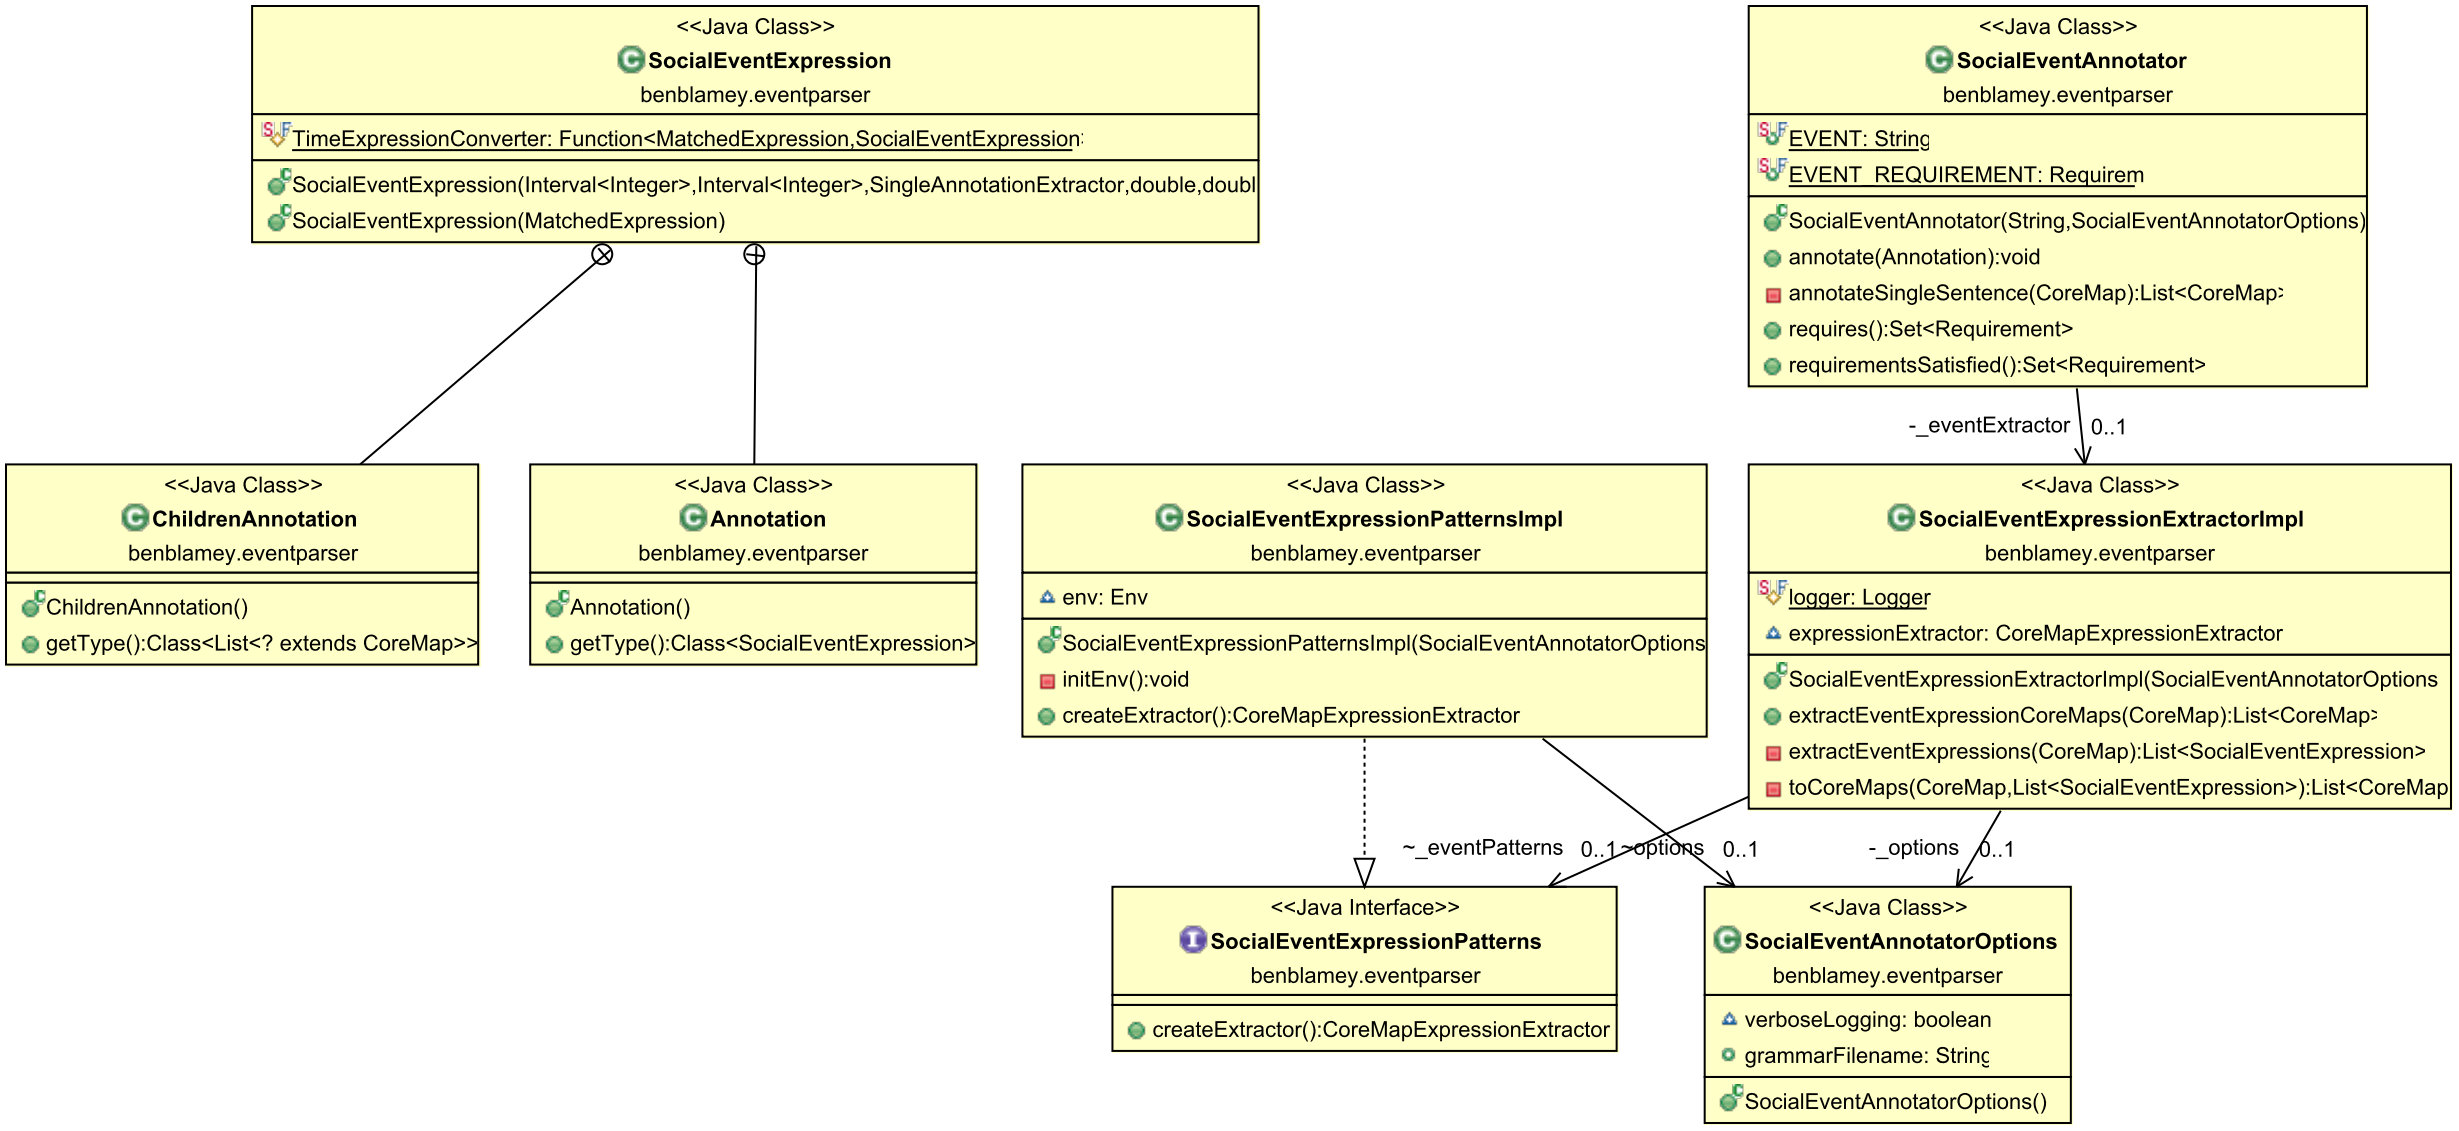 <<Java Class>>
SocialEventExpression
benblamey.eventparser
TimeExpressionConverter: Function<MatchedExpression,SocialEventExpression>
SocialEventExpression(Interval<Integer>,Interval<Integer>,SingleAnnotationExtractor,double,doubl
SocialEventExpression(MatchedExpression)
<<Java Class>>
SocialEventAnnotator
benblamey.eventparser
EVENT: String
EVENT_REQUIREMENT: Requirem
SocialEventAnnotator(String,SocialEventAnnotatorOptions)
annotate(Annotation):void
annotateSingleSentence(CoreMap):List<CoreMap>
requires():Set<Requirement>
requirementsSatisfied():Set<Requirement>
-_eventExtractor
0..1
<<Java Class>>
ChildrenAnnotation
benblamey.eventparser
ChildrenAnnotation()
getType():Class<List<? extends CoreMap>>
<<Java Class>>
Annotation
benblamey.eventparser
Annotation()
getType():Class<SocialEventExpression>
<<Java Class>>
SocialEventExpressionPatternsImpl
benblamey.eventparser
env: Env
SocialEventExpressionPatternsImpl(SocialEventAnnotatorOptions
initEnv():void
createExtractor():CoreMapExpressionExtractor
<<Java Class>>
SocialEventExpressionExtractorImpl
benblamey.eventparser
logger: Logger
expressionExtractor: CoreMapExpressionExtractor
SocialEventExpressionExtractorImpl(SocialEventAnnotatorOptions
extractEventExpressionCoreMaps(CoreMap):List<CoreMap>
extractEventExpressions(CoreMap):List<SocialEventExpression>
toCoreMaps(CoreMap,List<SocialEventExpression>):List<CoreMap
~_eventPatterns
0..1
~options
0..1
-_options
0..1
<<Java Interface>>
SocialEventExpressionPatterns
benblamey.eventparser
createExtractor():CoreMapExpressionExtractor
<<Java Class>>
SocialEventAnnotatorOptions
benblamey.eventparser
verboseLogging: boolean
grammarFilename: String
SocialEventAnnotatorOptions()